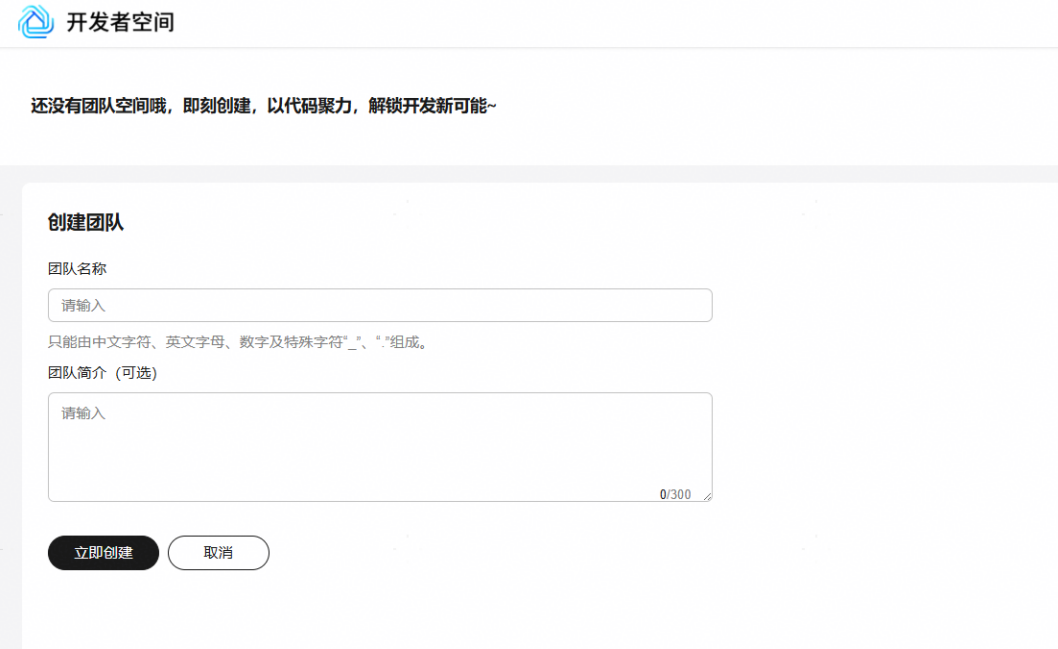 开发者空间
还没有团队空间哦，即刻创建，以代码聚力，解锁开发新可能~
创建团队
团队名称
请输入
只能由中文字符、英文字母、数字及特殊字符“_”、“.”组成。
团队简介（可选）
请输入
0/300
立即创建 取消